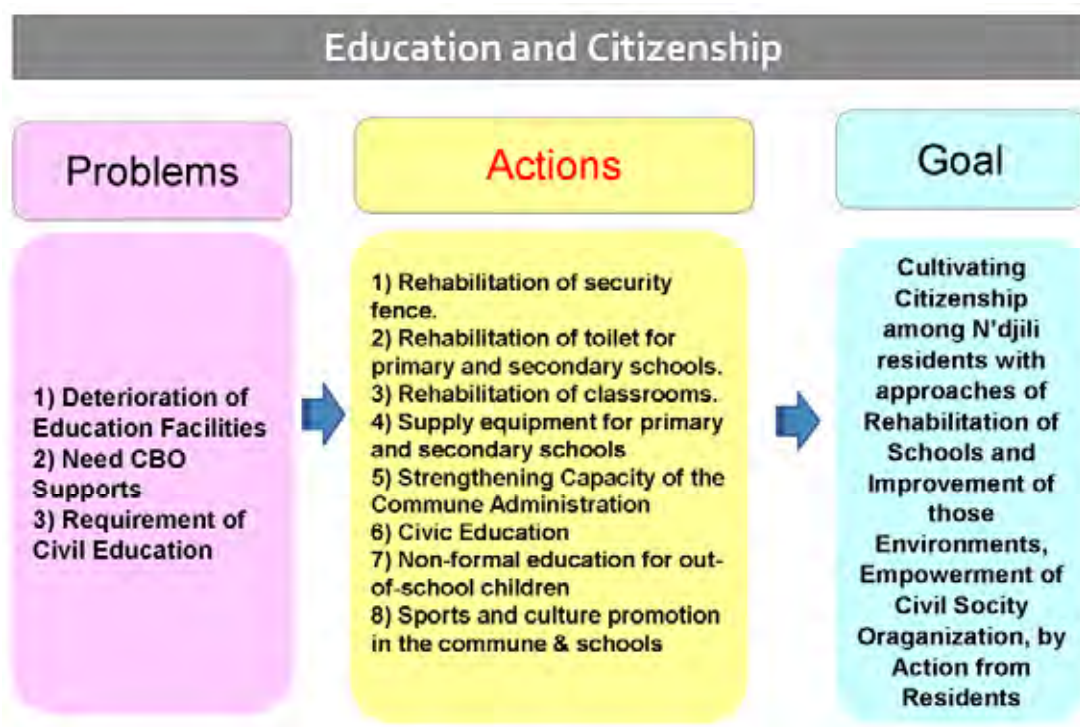 Education and Citizenship
Problems
1) Deterioration of
Education Facilities
2) Need CBO
Supports
3) Requirement of
Civil Education
Actions
1) Rehabilitation of security
fence.
2) Rehabilitation of toilet for
primary and secondary schools.
3) Rehabilitation of classrooms.
4) Supply equipment for primary
and secondary schools
5) Strengthening Capacity of the
Commune Administration
6) Civic Education
7) Non-formal education for out-
of-school children
8) Sports and culture promotion
in the commune & schools
Goal
Cultivating
Citizenship
among N'djili
residents with
approaches of
Rehabilitation of
Schools and
Improvement of
those
Environments,
Empowerment of
Civil Socity
Oraganization, by
Action from
Residents